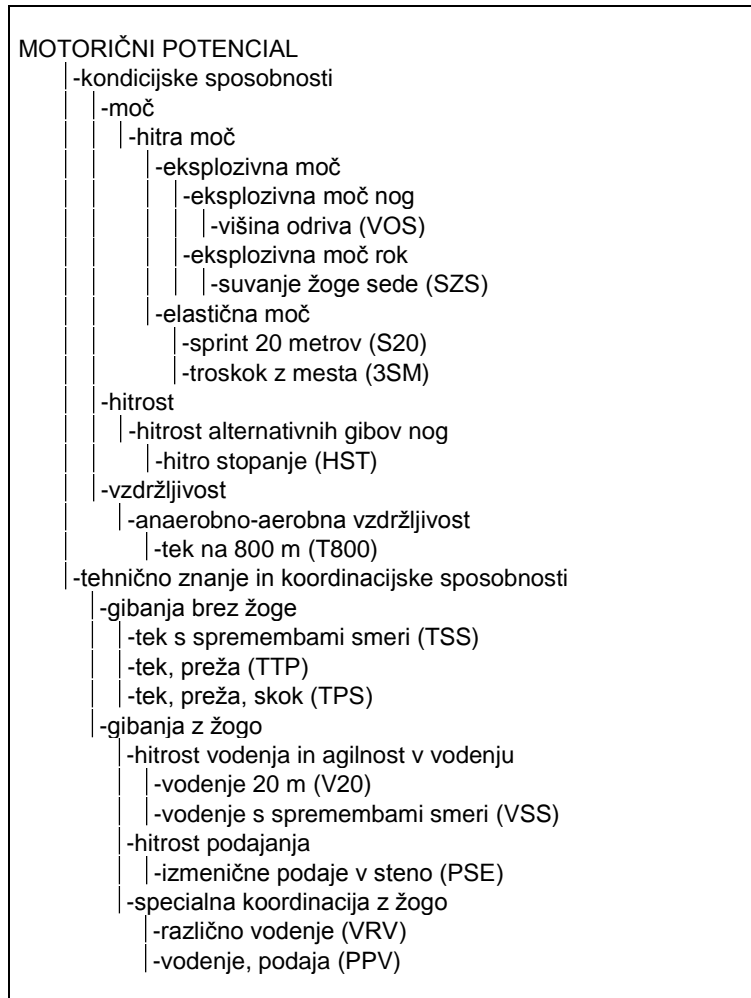 MOTORIČNI POTENCIAL
-kondicijske sposobnosti
-moč
-hitra moč
-eksplozivna moč
-eksplozivna moč nog
-višina odriva (VOS)
-eksplozivna moč rok
-suvanje žoge sede (SZS)
-elastična moč
-sprint 20 metrov (S20)
-troskok z mesta (3SM)
-hitrost
-hitrost alternativnih gibov nog
-hitro stopanje (HST)
-vzdržljivost
-anaerobno-aerobna vzdržljivost
-tek na 800 m (T800)
-tehnično znanje in koordinacijske sposobnosti
-gibanja brez žoge
-tek s spremembami smeri (TSS)
-tek, preža (TTP)
-tek, preža, skok (TPS)
-gibanja z žogo
-hitrost vodenja in agilnost v vodenju
-vodenje 20 m (V20)
-vodenje s spremembami smeri (VSS)
-hitrost podajanja
-izmenične podaje v steno (PSE)
-specialna koordinacija z žogo
-različno vodenje (VRV)
-vodenje, podaja (PPV)